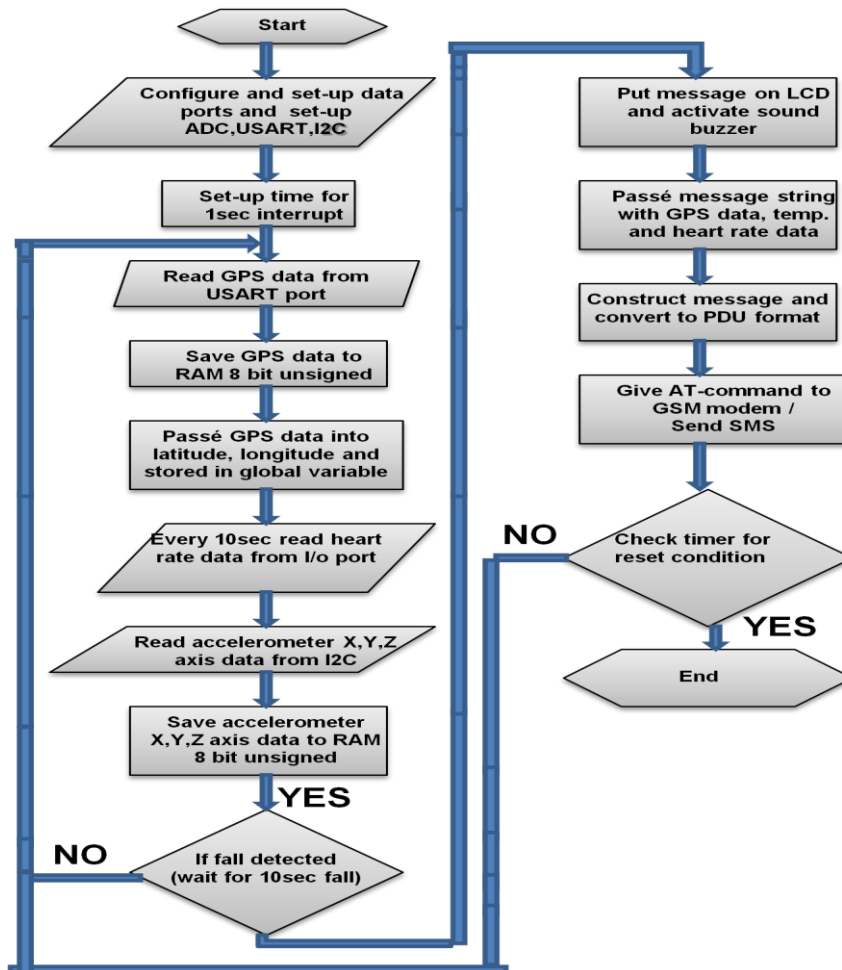 Start
Configure and set-up data
ports and set-up
ADC,USART,I2C
Set-up time for
1sec interrupt
Read GPS data from
USART port
Save GPS data to
RAM 8 bit unsigned
Passé GPS data into
latitude, longitude and
stored in global variable
Every 10sec read heart
rate data from I/o port
Read accelerometer X,Y,Z
axis data from I2C
Save accelerometer
X,Y,Z axis data to RAM
8 bit unsigned
YES
NO
If fall detected
(wait for 10sec fall)
Put message on LCD
and activate sound
buzzer
Passé message string
with GPS data, temp.
and heart rate data
Construct message and
convert to PDU format
Give AT-command to
GSM modem /
Send SMS
NO
Check timer for
reset condition
YES
End